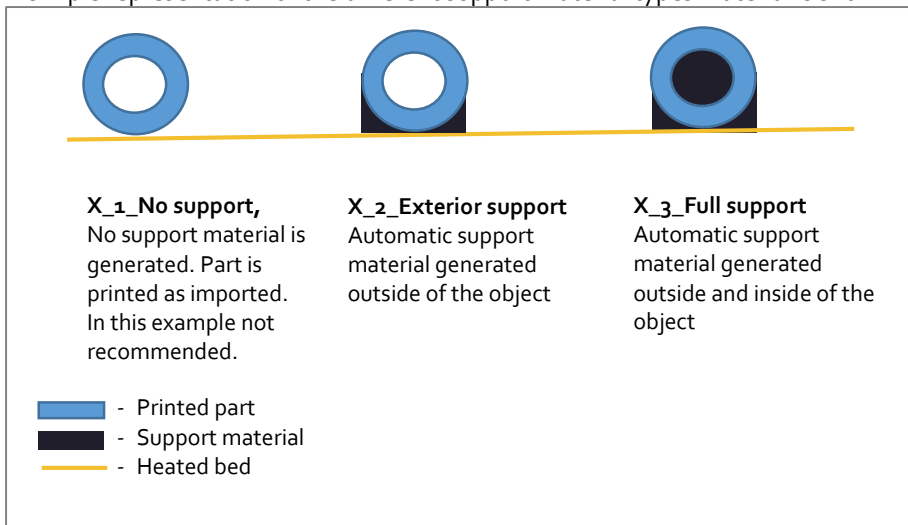 X_1_No support,
No support material is
generated. Part is
printed as imported.
In this example not
recommended.
X_2_Exterior support
Automatic support
material generated
outside of the object
X_3_Full support
Automatic support
material generated
outside and inside of the
object
- Printed part
- Support material
- Heated bed